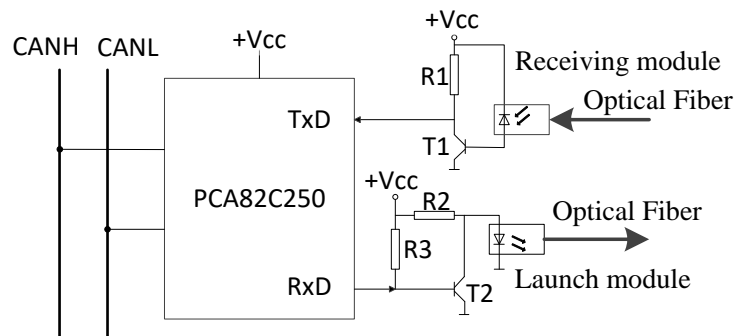 CANH CANL
+Vcc
+Vcc
R1
Receiving module
Optical Fiber
TxD
T1
PCA82C250
+Vcc
R2
R3
Optical Fiber
RxD
T2
Launch module